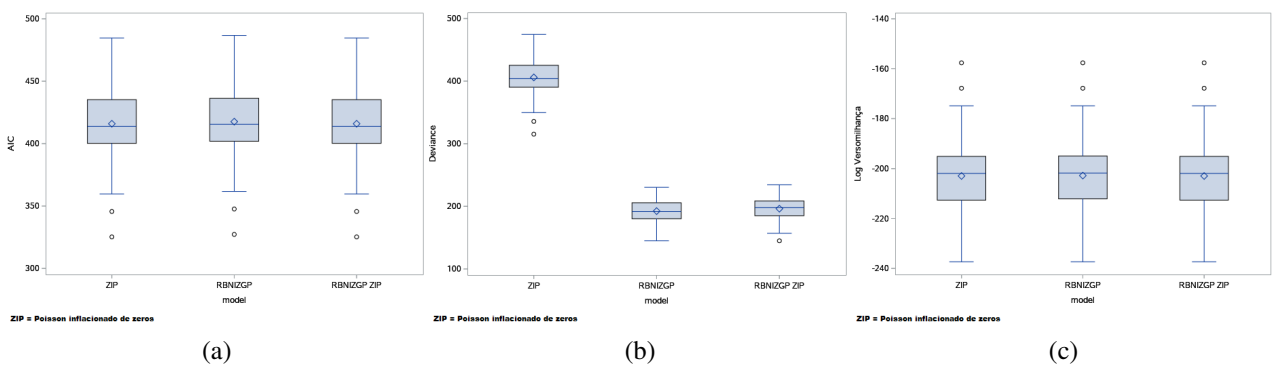 500
450
400
350
300
AIC
ZIP
RBNIZGP
RBNIZGP ZIP
model
ZIP = Poisson inflacionado de zeros
(a)
500
400
300
200
100
Deviance
ZIP
RBNIZGP
RBNIZGP ZIP
model
ZIP = Poisson inflacionado de zeros
(b)
-140
-160
-180
-200
-220
-240
Log Versomilhança
ZIP
RBNIZGP
RBNIZGP ZIP
model
ZIP = Poisson inflacionado de zeros
(c)